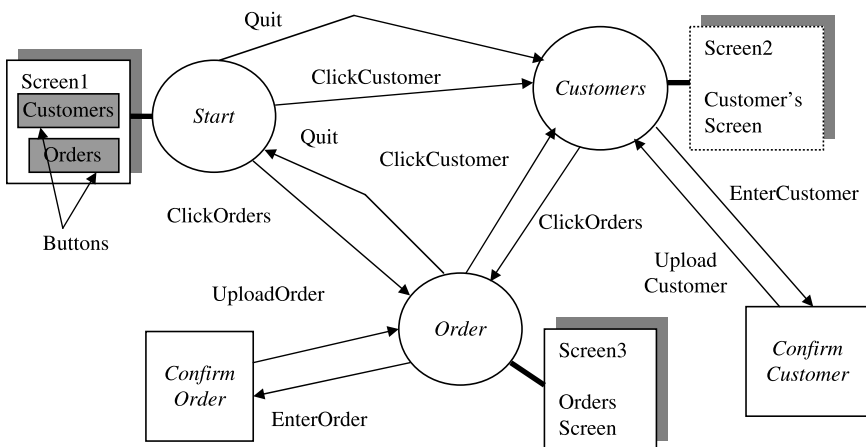 Quit
Screen1
Customers
Orders
Buttons
Start
ClickCustomer
Customers
Screen2
Customer's
Screen
Quit
ClickCustomer
ClickOrders
ClickOrders
EnterCustomer
Upload
Customer
UploadOrder
Order
Confirm
Order
EnterOrder
Screen3
Orders
Screen
Confirm
Customer